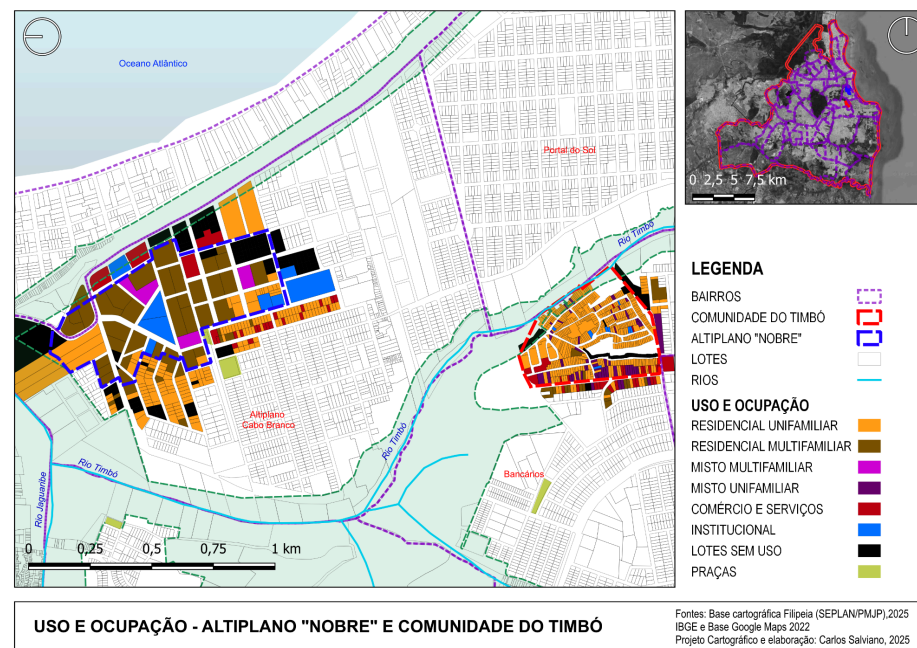 Oceano Atlântico
Portal do Sol
Rio Timbó
Altiplano
Cabo Branco
Rio Timbó
Bancários
Rio Timbó
Rio Jaguaribe
0 0,25 0,5 0,75 1 km
0 2,5 5 7,5 km
LEGENDA
BAIRROS
COMUNIDADE DO TIMBÓ
ALTIPLANO "NOBRE"
LOTES
RIOS
USO E OCUPAÇÃO
RESIDENCIAL UNIFAMILIAR
RESIDENCIAL MULTIFAMILIAR
MISTO MULTIFAMILIAR
MISTO UNIFAMILIAR
COMÉRCIO E SERVIÇOS
INSTITUCIONAL
LOTES SEM USO
PRAÇAS
USO E OCUPAÇÃO - ALTIPLANO "NOBRE" E COMUNIDADE DO TIMBÓ
Fontes: Base cartográfica Filipeia (SEPLAN/PMJP),2025
IBGE e Base Google Maps 2022
Projeto Cartográfico e elaboração: Carlos Salviano, 2025